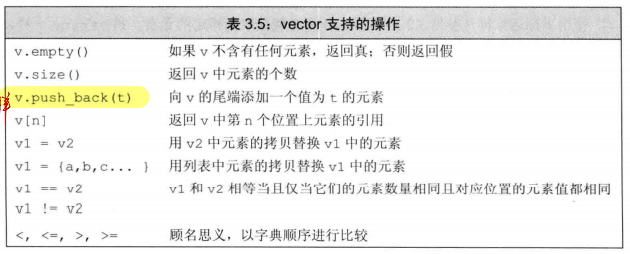 表 3.5：vector 支持的操作
v.empty() 如果 v 不含有任何元素，返回真；否则返回假
v.size() 返回 v 中元素的个数
v.push_back(t) 向 v 的尾端添加一个值为 t 的元素
v[n] 返回 v 中第 n 个位置上元素的引用
v1 = v2 用 v2 中元素的拷贝替换 v1 中的元素
v1 = {a,b,c... } 用列表中元素的拷贝替换 v1 中的元素
v1 == v2 v1 和 v2 相等当且仅当它们的元素数量相同且对应位置的元素值都相同
v1 != v2
<, <=, >, >= 顾名思义，以字典顺序进行比较